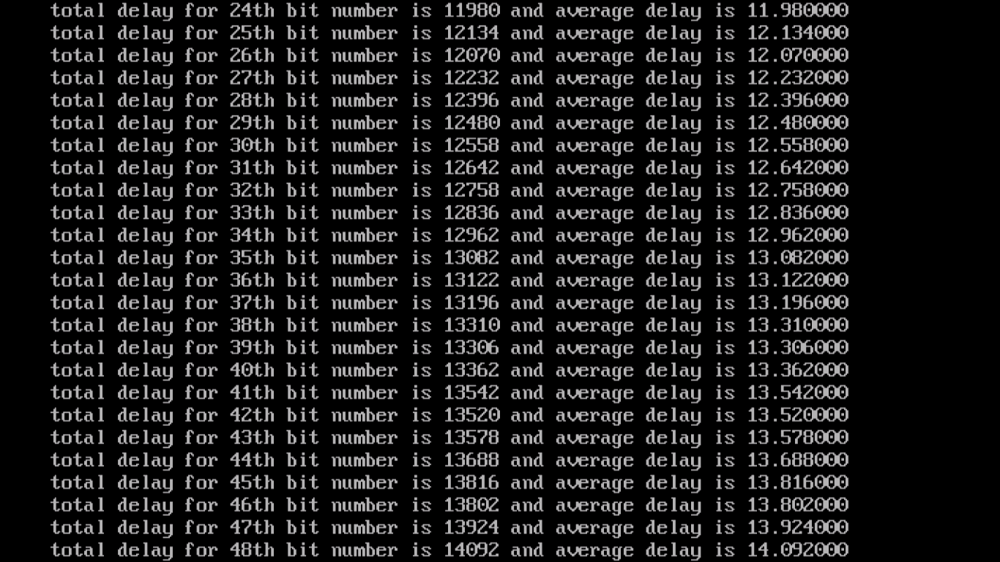 total delay for 24th bit number is 11980 and average delay is 11.980000
total delay for 25th bit number is 12134 and average delay is 12.134000
total delay for 26th bit number is 12070 and average delay is 12.070000
total delay for 27th bit number is 12232 and average delay is 12.232000
total delay for 28th bit number is 12396 and average delay is 12.396000
total delay for 29th bit number is 12480 and average delay is 12.480000
total delay for 30th bit number is 12558 and average delay is 12.558000
total delay for 31th bit number is 12642 and average delay is 12.642000
total delay for 32th bit number is 12758 and average delay is 12.758000
total delay for 33th bit number is 12836 and average delay is 12.836000
total delay for 34th bit number is 12962 and average delay is 12.962000
total delay for 35th bit number is 13082 and average delay is 13.082000
total delay for 36th bit number is 13122 and average delay is 13.122000
total delay for 37th bit number is 13196 and average delay is 13.196000
total delay for 38th bit number is 13310 and average delay is 13.310000
total delay for 39th bit number is 13306 and average delay is 13.306000
total delay for 40th bit number is 13362 and average delay is 13.362000
total delay for 41th bit number is 13542 and average delay is 13.542000
total delay for 42th bit number is 13520 and average delay is 13.520000
total delay for 43th bit number is 13578 and average delay is 13.578000
total delay for 44th bit number is 13688 and average delay is 13.688000
total delay for 45th bit number is 13816 and average delay is 13.816000
total delay for 46th bit number is 13802 and average delay is 13.802000
total delay for 47th bit number is 13924 and average delay is 13.924000
total delay for 48th bit number is 14092 and average delay is 14.092000